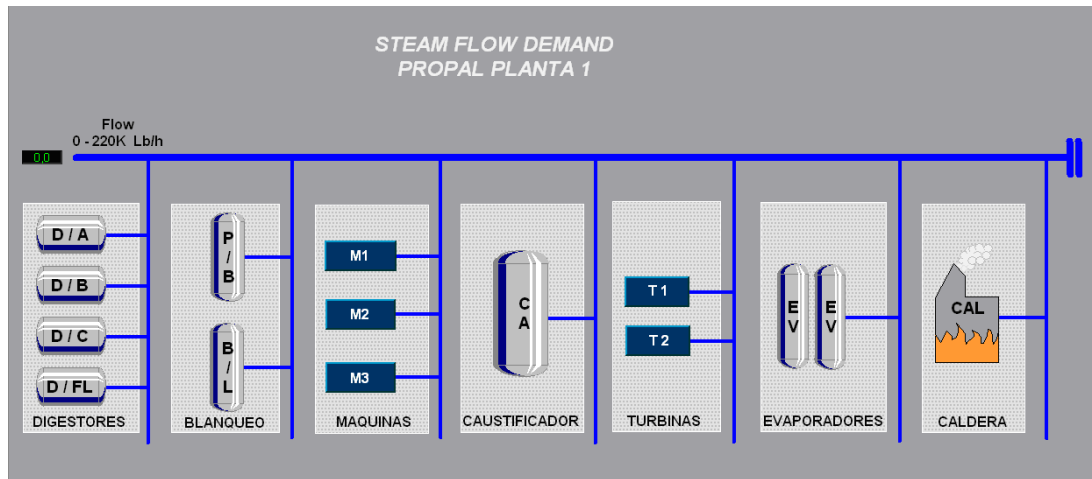 STEAM FLOW DEMAND
PROPAL PLANTA 1
Flow
0 - 220K Lb/h
0,0
D / A
D / B
D / C
D / FL
DIGESTORES
P / B
B / L
BLANQUEO
M1
M2
M3
MAQUINAS
C A
CAUSTIFICADOR
T 1
T 2
TURBINAS
E V
E V
EVAPORADORES
CAL
CALDERA